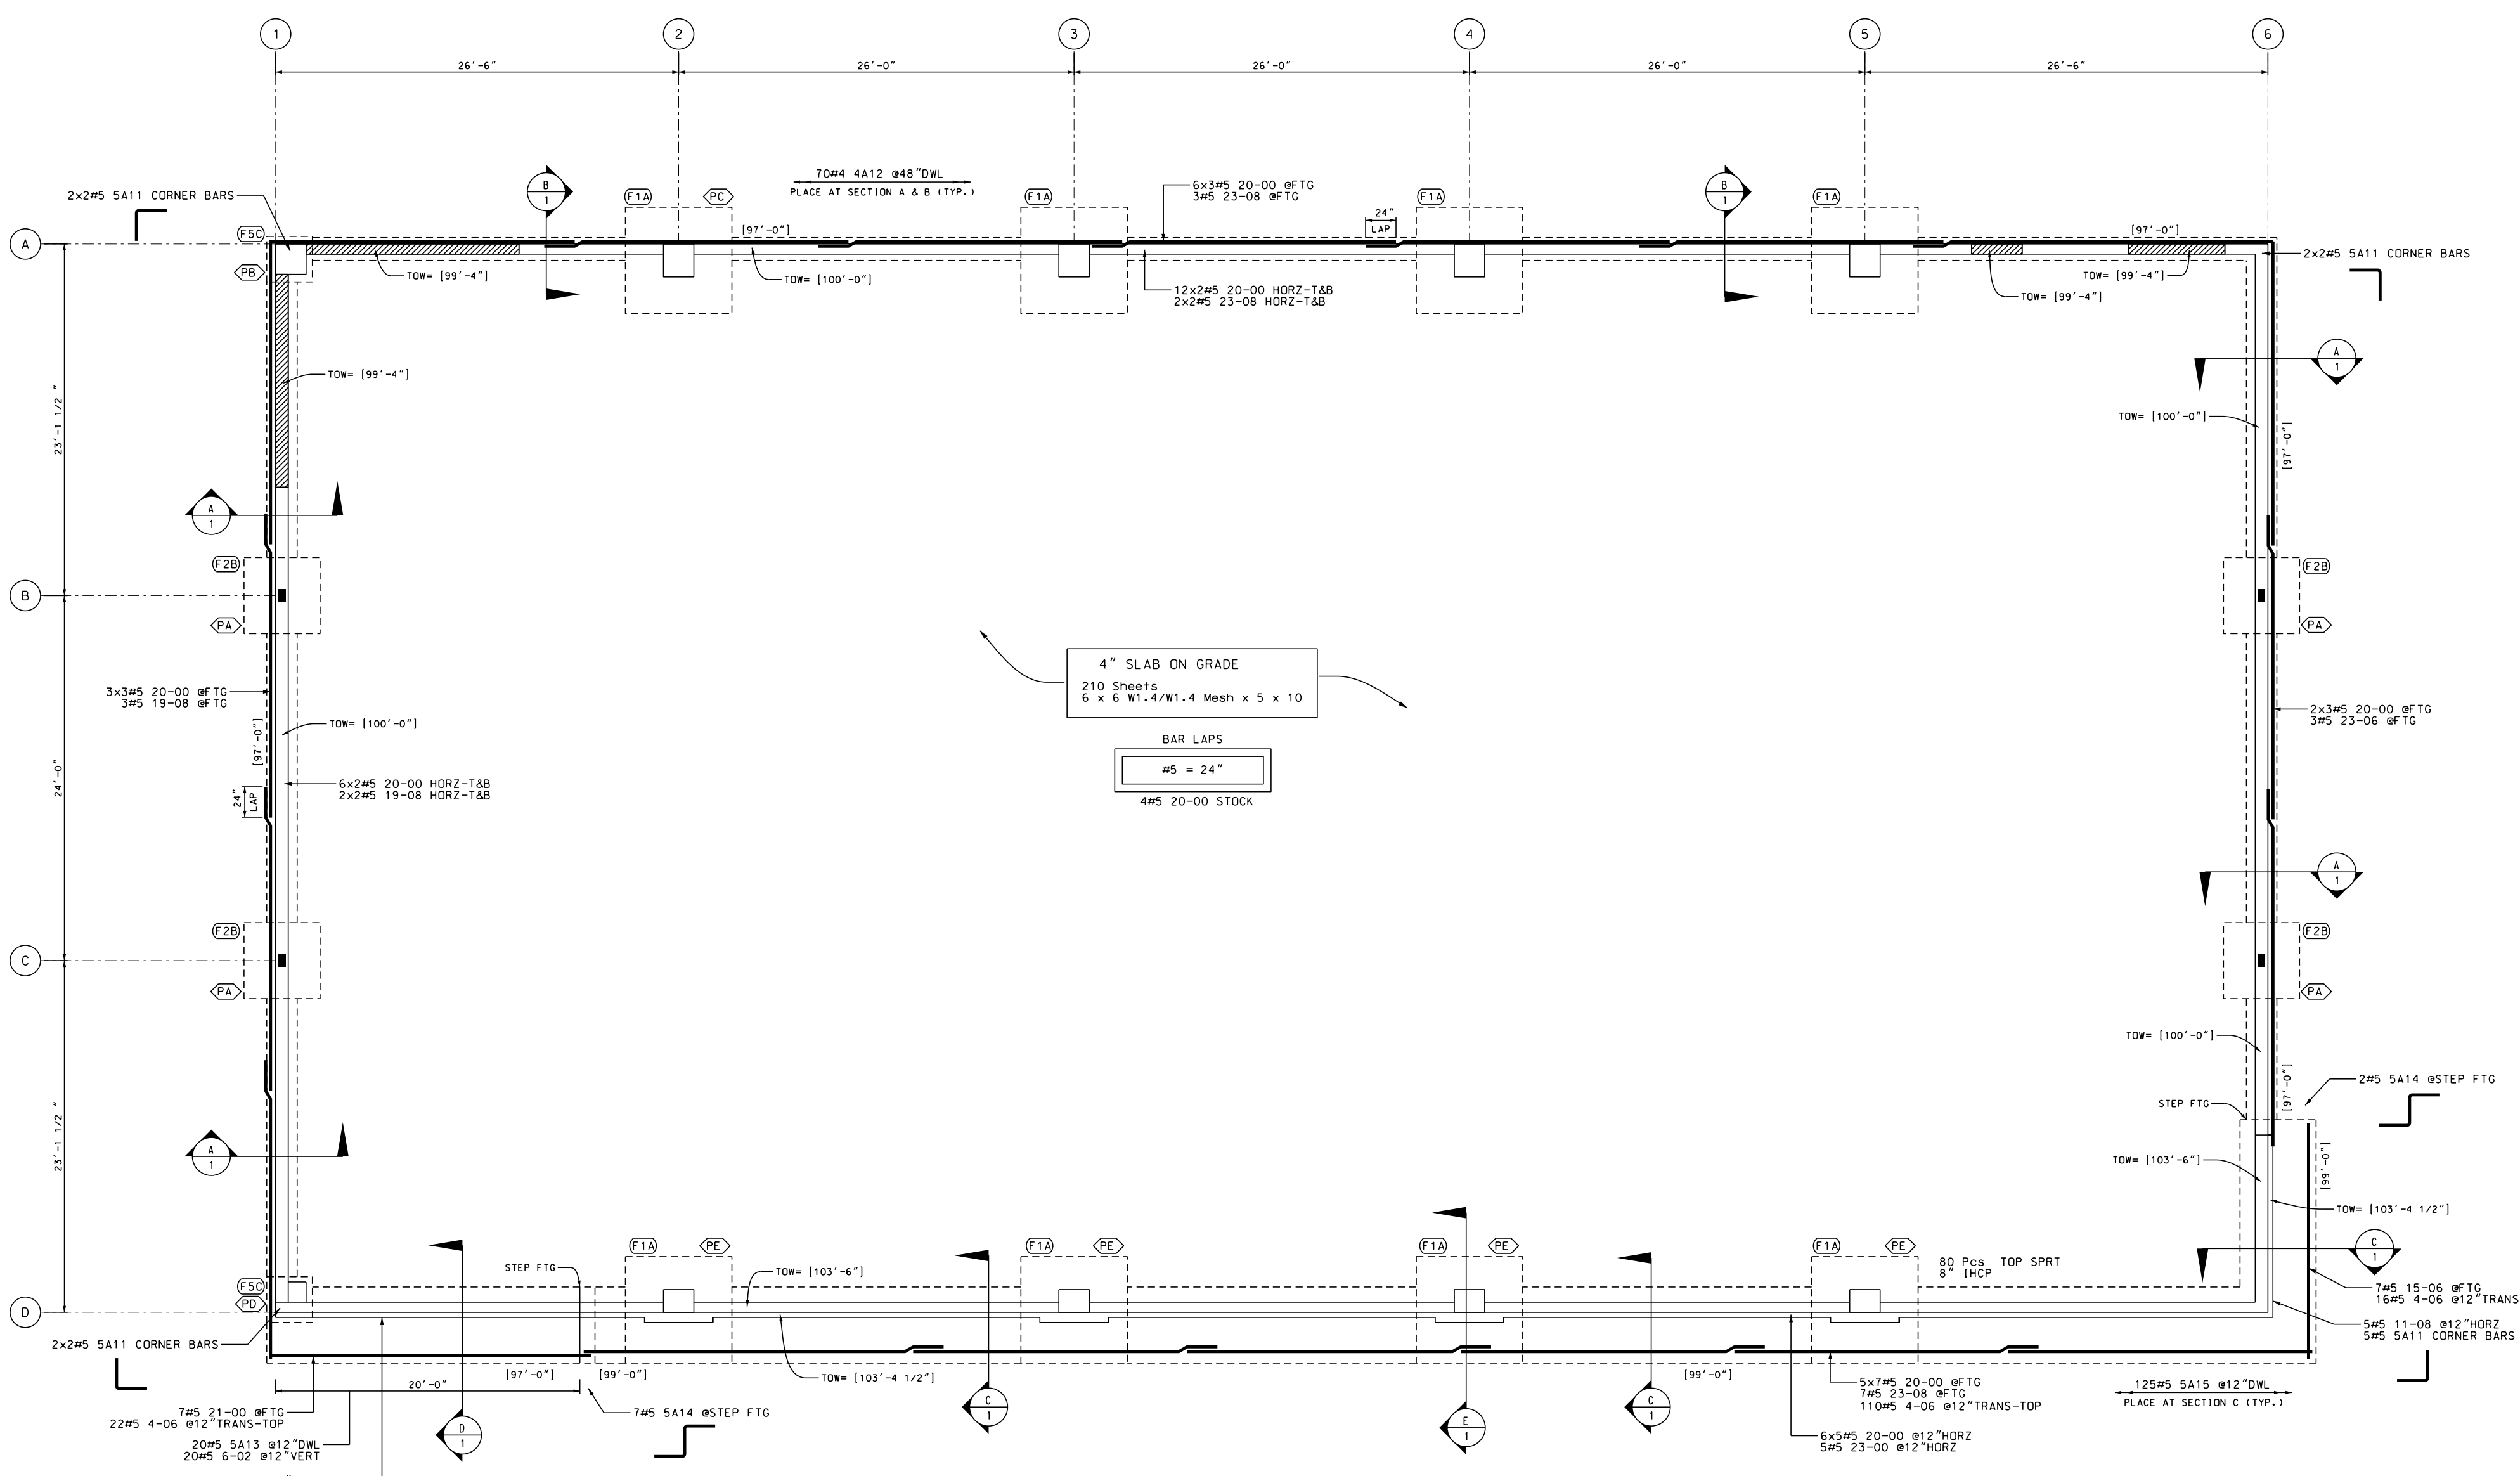 1
2
3
4
5
6
26'-6"
26'-0"
26'-0"
26'-0"
26'-6"
70#4 4A12 @48"DWL
PLACE AT SECTION A & B (TYP.)
2x2#5 5A11 CORNER BARS
B
1
F1A
PC
F1A
6x3#5 20-00 @FTG
3#5 23-08 @FTG
F1A
24"
LAP
B
1
F1A
A
F5C
[97'-0"]
[97'-0"]
2x2#5 5A11 CORNER BARS
PB
TOW= [99'-4"]
TOW= [100'-0"]
12x2#5 20-00 HORZ-T&B
2x2#5 23-08 HORZ-T&B
TOW= [99'-4"]
TOW= [99'-4"]
TOW= [99'-4"]
A
1
23'-1 1/2 "
TOW= [100'-0"]
[97'-0"]
A
1
F2B
F2B
B
PA
PA
4" SLAB ON GRADE
210 Sheets
6 x 6 W1.4/W1.4 Mesh x 5 x 10
3x3#5 20-00 @FTG
3#5 19-08 @FTG
2x3#5 20-00 @FTG
3#5 23-06 @FTG
[97'-0"]
TOW= [100'-0"]
BAR LAPS
#5 = 24"
4#5 20-00 STOCK
24'-0"
6x2#5 20-00 HORZ-T&B
2x2#5 19-08 HORZ-T&B
24"
LAP
A
1
F2B
F2B
C
PA
PA
TOW= [100'-0"]
23'-1 1/2 "
[97'-0"]
2#5 5A14 @STEP FTG
STEP FTG
A
1
TOW= [103'-6"]
[99'-0"]
TOW= [103'-4 1/2"]
F1A
PE
F1A
PE
F1A
PE
F1A
PE
C
1
STEP FTG
TOW= [103'-6"]
80 Pcs TOP SPRT
8" IHCP
F5C
PD
D
7#5 15-06 @FTG
16#5 4-06 @12"TRANS
5#5 11-08 @12"HORZ
5#5 5A11 CORNER BARS
2x2#5 5A11 CORNER BARS
20'-0"
[97'-0"]
[99'-0"]
TOW= [103'-4 1/2"]
[99'-0"]
5x7#5 20-00 @FTG
7#5 23-08 @FTG
110#5 4-06 @12"TRANS-TOP
125#5 5A15 @12"DWL
PLACE AT SECTION C (TYP.)
7#5 21-00 @FTG
22#5 4-06 @12"TRANS-TOP
7#5 5A14 @STEP FTG
C
1
C
1
D
1
E
1
20#5 5A13 @12"DWL
20#5 6-02 @12"VERT
6x5#5 20-00 @12"HORZ
5#5 23-00 @12"HORZ